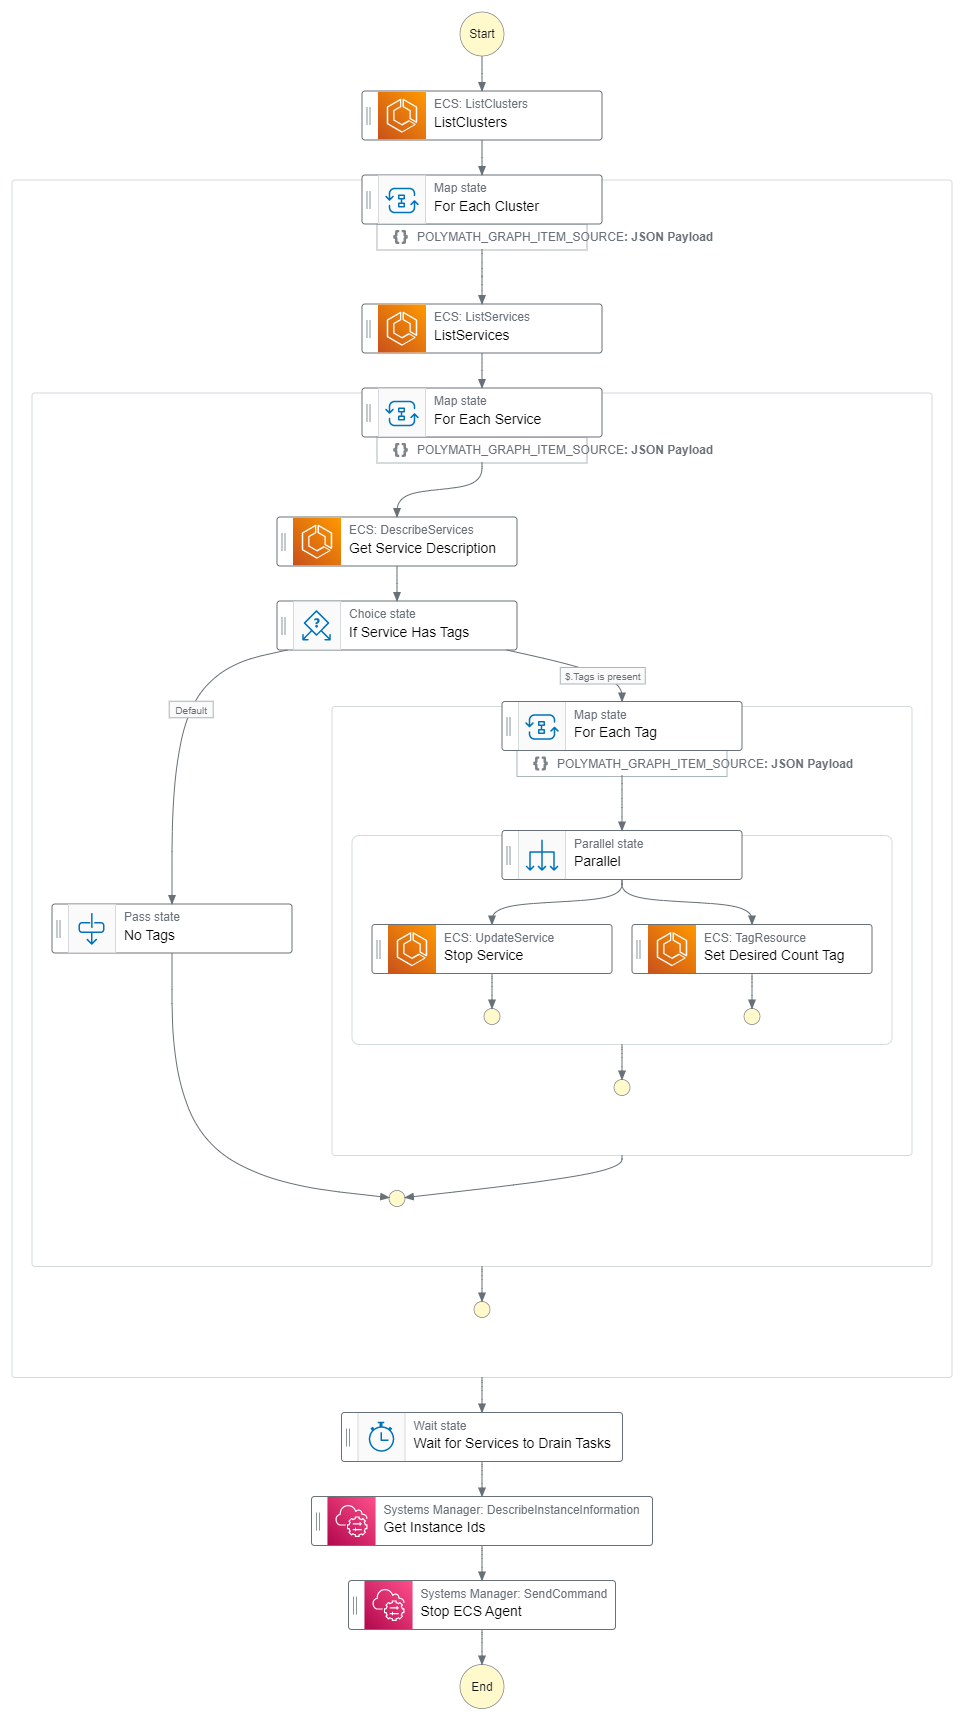 Start
ECS: ListClusters
ListClusters
Map state
For Each Cluster
{} POLYMATH_GRAPH_ITEM_SOURCE: JSON Payload
ECS: ListServices
ListServices
Map state
For Each Service
{} POLYMATH_GRAPH_ITEM_SOURCE: JSON Payload
ECS: DescribeServices
Get Service Description
Choice state
If Service Has Tags
$.Tags is present
Default
Map state
For Each Tag
{} POLYMATH_GRAPH_ITEM_SOURCE: JSON Payload
Parallel state
Parallel
Pass state
No Tags
ECS: UpdateService
Stop Service
ECS: TagResource
Set Desired Count Tag
Wait state
Wait for Services to Drain Tasks
Systems Manager: DescribeInstanceInformation
Get Instance Ids
Systems Manager: SendCommand
Stop ECS Agent
End